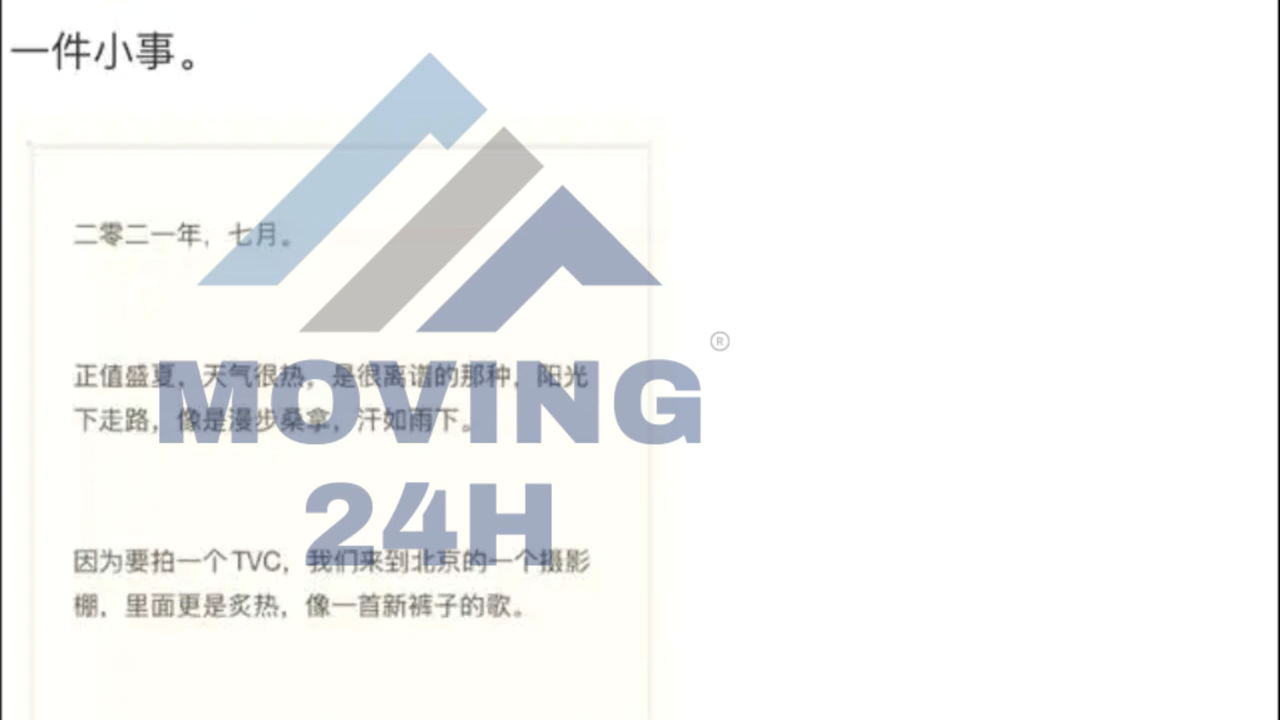 一件小事。
二零二一年，七月。
正值盛夏，天气很热，是很离谱的那种，阳光
下走路，像是漫步桑拿，汗如雨下。
因为要拍一个TVC，我们来到北京的一个摄影
棚，里面更是炙热，像一首新裤子的歌。
MOVING
®
24H